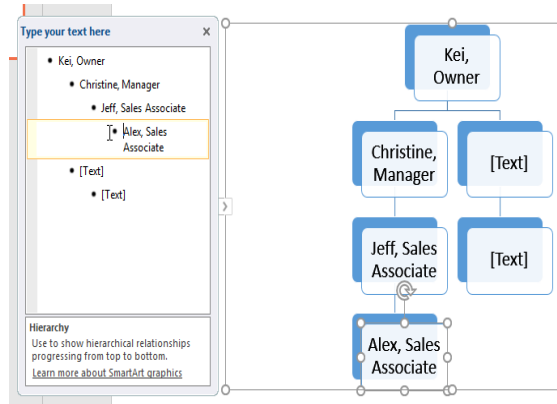 Type your text here
Kei, Owner
Christine, Manager
Jeff, Sales Associate
Alex, Sales
Associate
[Text]
[Text]
Hierarchy
Use to show hierarchical relationships
progressing from top to bottom.
Learn more about SmartArt graphics
Kei,
Owner
Christine,
Manager
[Text]
Jeff, Sales
Associate
[Text]
Alex, Sales
Associate